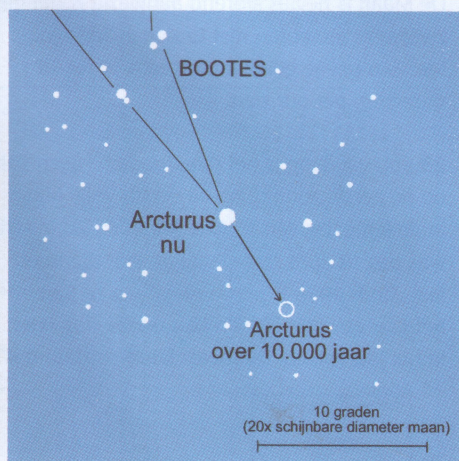 BOOTES
Arcturus
nu
Arcturus
over 10.000 jaar
10 graden
(20x schijnbare diameter maan)